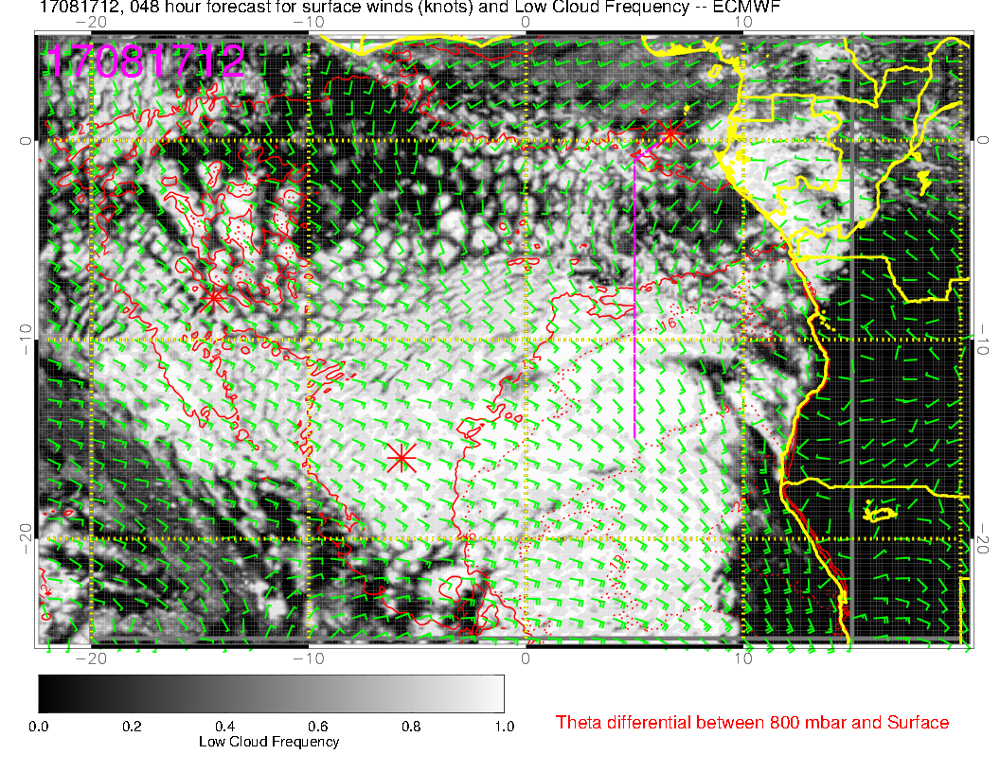 17081712, 048 hour forecast for surface winds (knots) and Low Cloud Frequency -- ECMWF
−20 −10 0 10
17081712
0 0
16
−10 −10
−20 −20
−20 −10 0 10
0.0 0.2 0.4 0.6 0.8 1.0
Low Cloud Frequency
Theta differential between 800 mbar and Surface